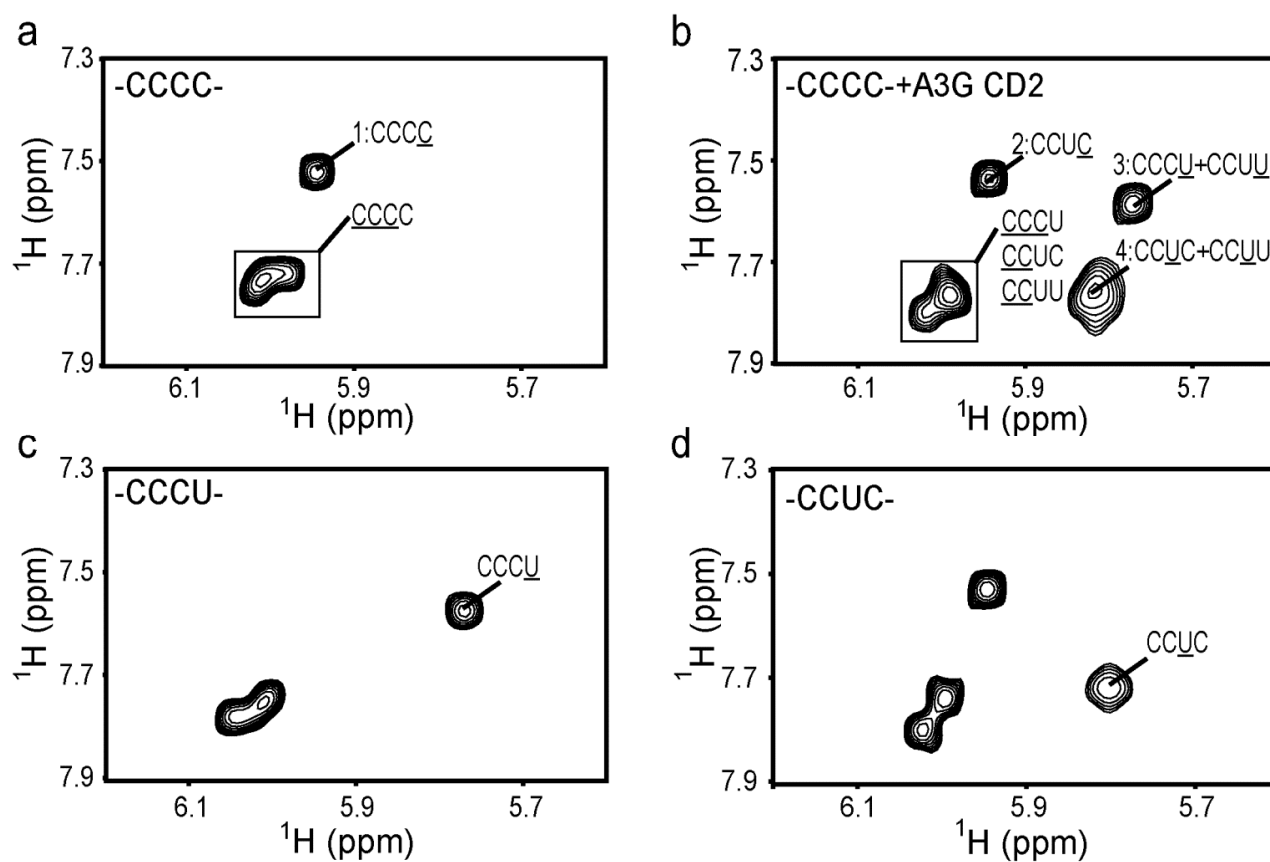 a
-CCCC-
1:CCCC
CCCC
7.3
7.5
7.7
7.9
¹H (ppm)
6.1
5.9
5.7
¹H (ppm)
b
-CCCC-+A3G CD2
2:CCUC
3:CCCU+CCUU
CCCU
CCUC
CCUU
4:CCUC+CCUU
7.3
7.5
7.7
7.9
¹H (ppm)
6.1
5.9
5.7
¹H (ppm)
c
-CCCU-
CCCU
7.3
7.5
7.7
7.9
¹H (ppm)
6.1
5.9
5.7
¹H (ppm)
d
-CCUC-
CCUC
7.3
7.5
7.7
7.9
¹H (ppm)
6.1
5.9
5.7
¹H (ppm)